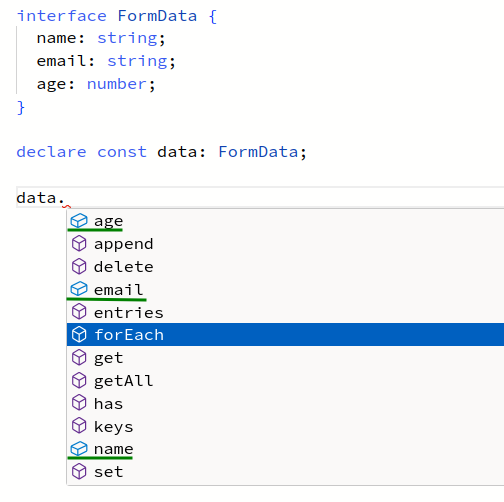 interface FormData {
name: string;
email: string;
age: number;
}
declare const data: FormData;
data.
age
append
delete
email
entries
forEach
get
getAll
has
keys
name
set